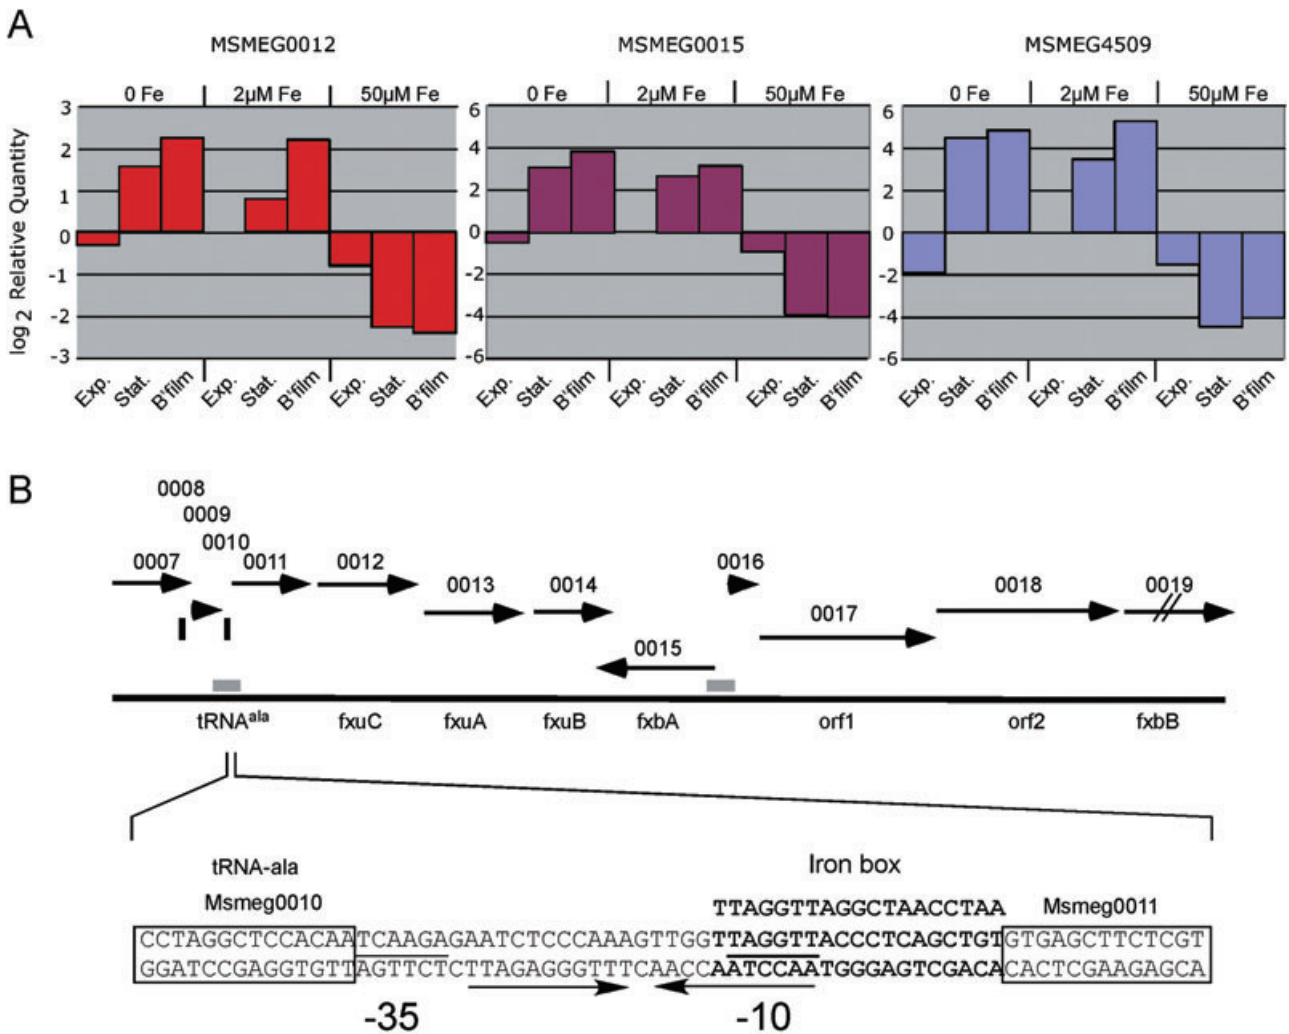 A
MSMEG0012 MSMEG0015 MSMEG4509
0 Fe 2µM Fe 50µM Fe 0 Fe 2µM Fe 50µM Fe 0 Fe 2µM Fe 50µM Fe
log2 Relative Quantity
3 2 1 0 -1 -2 -3
6 4 2 0 -2 -4 -6
6 4 2 0 -2 -4 -6
Exp. Stat. B'film Exp. Stat. B'film Exp. Stat. B'film Exp. Stat. B'film Exp. Stat. B'film Exp. Stat. B'film Exp. Stat. B'film Exp. Stat. B'film Exp. Stat. B'film
B
0008
0009
0010
0007 0011 0012 0013 0014 0015 0016 0017 0018 0019
tRNAala fxuC fxuA fxuB fxbA orf1 orf2 fxbB
tRNA-ala Iron box
Msmeg0010 TTAGGTTAGGCTAACCTAA Msmeg0011
CCTAGGCTCCACAATCAAGAGAATCTCCCAAAGTTGGTTAGGTTACCCTCAGCTGTGTGAGCTTCTCGT
GGATCCGAGGTGTTAGTTCTCTTAGAGGGTTTCAACCAATCCAATGGGAGTCGACACACTCGAAGAGCA
-35 -10